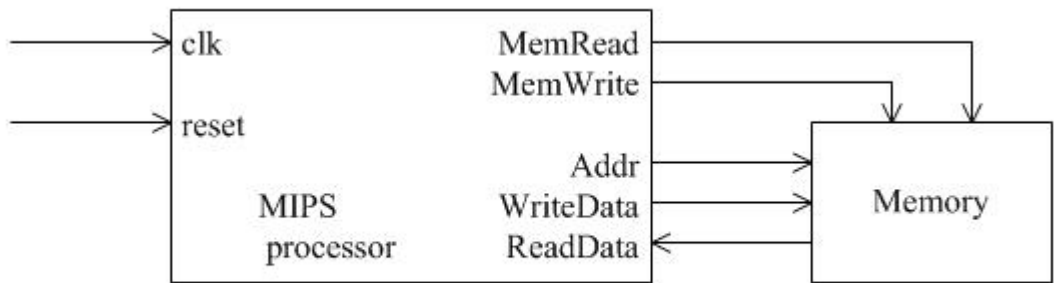 clk
MemRead
MemWrite
reset
Addr
MIPS
WriteData
Memory
processor
ReadData